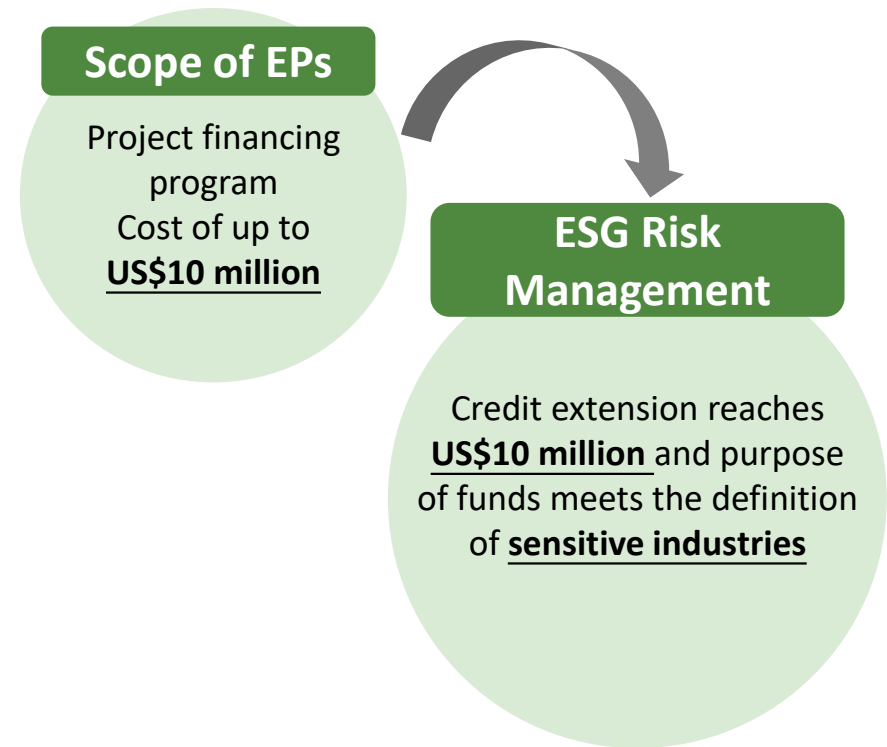 Scope of EPs
Project financing
program
Cost of up to
US$10 million
ESG Risk
Management
Credit extension reaches
US$10 million and purpose
of funds meets the definition
of sensitive industries